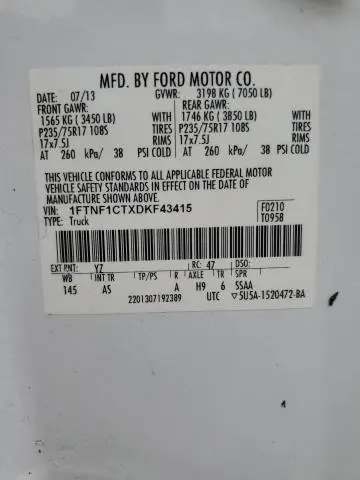 MFD. BY FORD MOTOR CO.
DATE: 07/13 GVWR: 3198 KG ( 7050 LB)
FRONT GAWR: REAR GAWR:
1565 KG ( 3450 LB) WITH 1746 KG ( 3850 LB) WITH
P235/75R17 108S TIRES P235/75R17 108S TIRES
17x7.5J RIMS 17x7.5J RIMS
AT 260 kPa/ 38 PSI COLD AT 260 kPa/ 38 PSI COLD
THIS VEHICLE CONFORMS TO ALL APPLICABLE FEDERAL MOTOR
VEHICLE SAFETY AND BUMPER STANDARDS IN EFFECT ON THE DATE OF
MANUFACTURE SHOWN ABOVE.
VIN: 1FTNF1CTXDKF43415 F0210
TYPE: Truck T0958
EXT PNT: YZ RC: 47 DSO:
WB INT TR TP/PS R AXLE TR SPR
145 AS A H9 6 SSAA
2201307192389 UTC ▽5U5A-1520472-BA